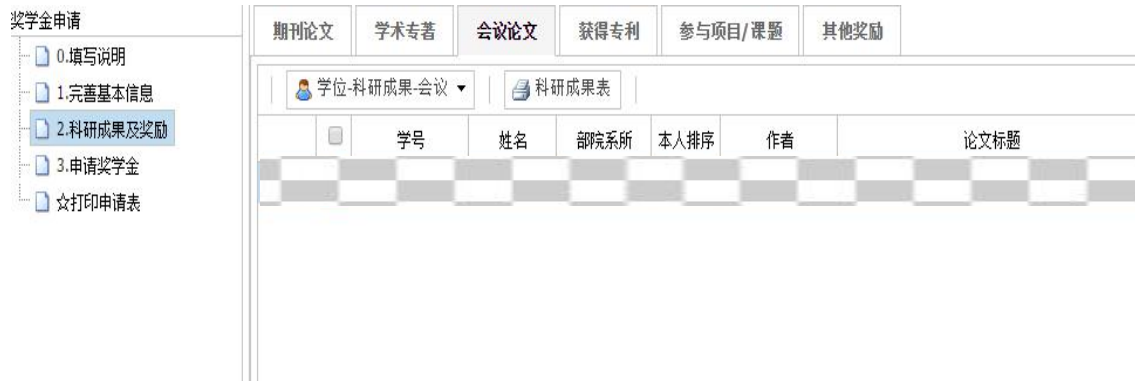 奖学金申请
0.填写说明
1.完善基本信息
2.科研成果及奖励
3.申请奖学金
☆打印申请表
期刊论文 学术专著 会议论文 获得专利 参与项目/课题 其他奖励
学位-科研成果-会议 科研成果表
学号 姓名 部院系所 本人排序 作者 论文标题